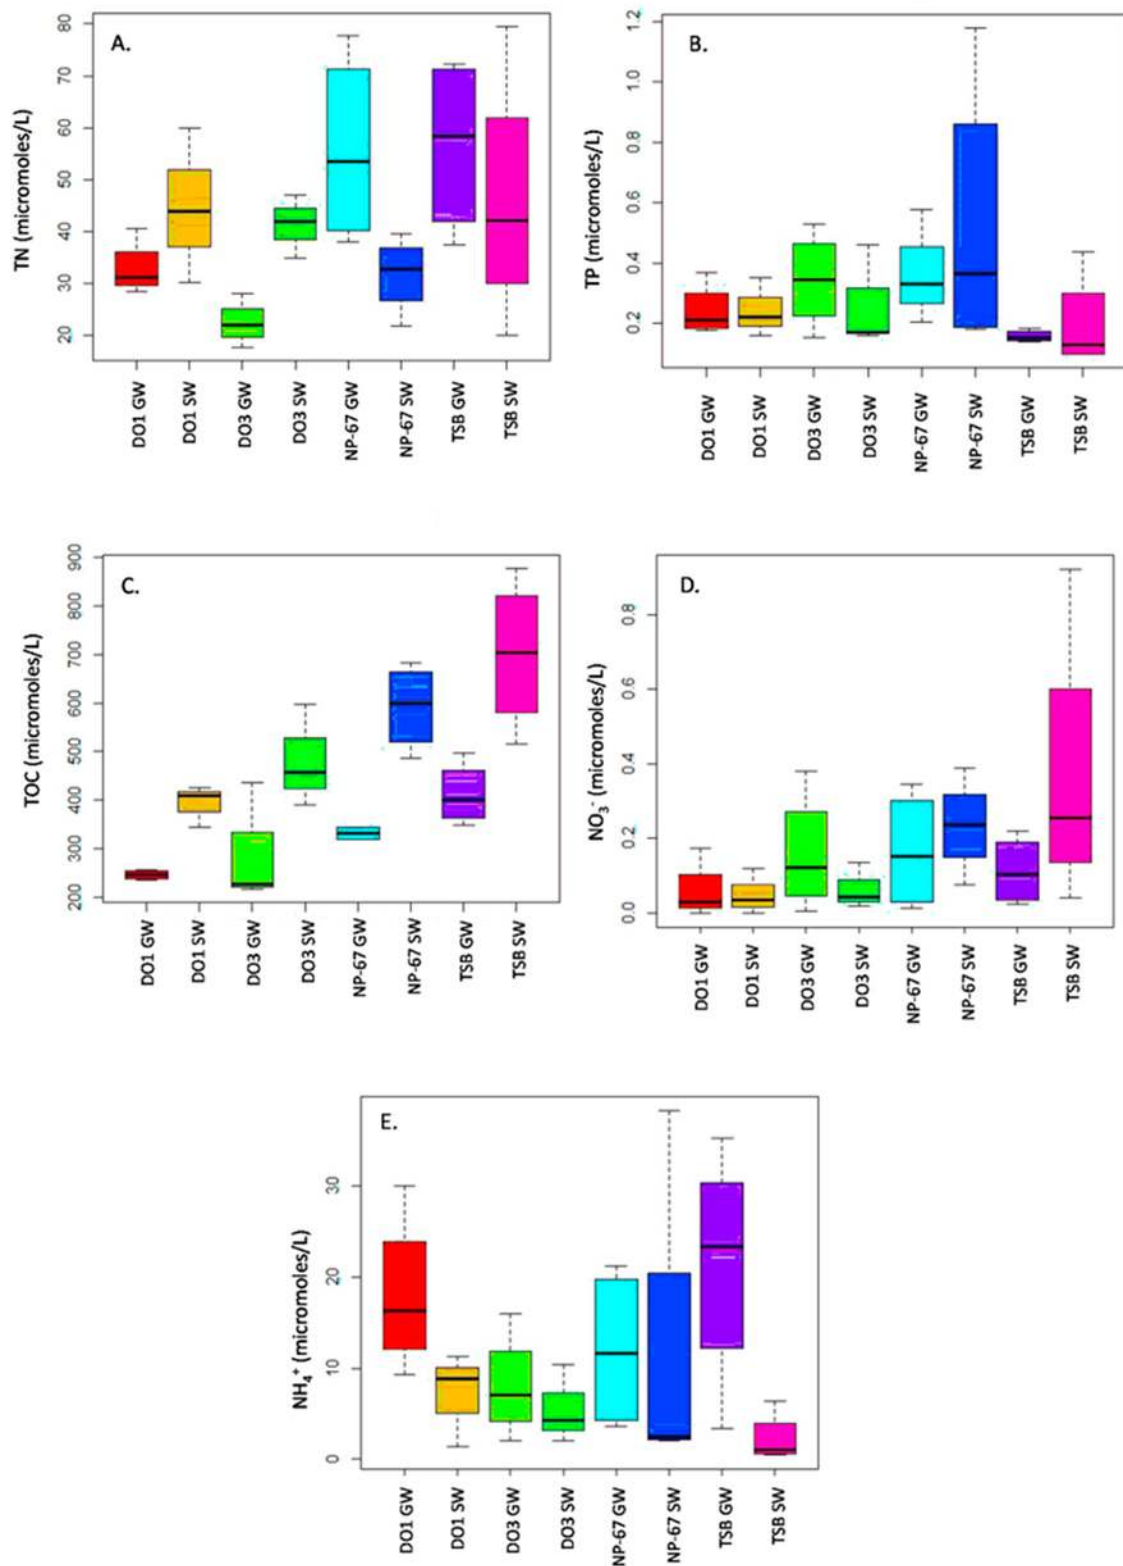 A.
TN (micromoles/L)
80
70
60
50
40
30
20
DO1 GW
DO1 SW
DO3 GW
DO3 SW
NP-67 GW
NP-67 SW
TSB GW
TSB SW
B.
TP (micromoles/L)
1.2
1.0
0.8
0.6
0.4
0.2
DO1 GW
DO1 SW
DO3 GW
DO3 SW
NP-67 GW
NP-67 SW
TSB GW
TSB SW
C.
TOC (micromoles/L)
900
800
700
600
500
400
300
200
DO1 GW
DO1 SW
DO3 GW
DO3 SW
NP-67 GW
NP-67 SW
TSB GW
TSB SW
D.
NO₃⁻ (micromoles/L)
0.8
0.6
0.4
0.2
0.0
DO1 GW
DO1 SW
DO3 GW
DO3 SW
NP-67 GW
NP-67 SW
TSB GW
TSB SW
E.
NH₄⁺ (micromoles/L)
30
20
10
0
DO1 GW
DO1 SW
DO3 GW
DO3 SW
NP-67 GW
NP-67 SW
TSB GW
TSB SW